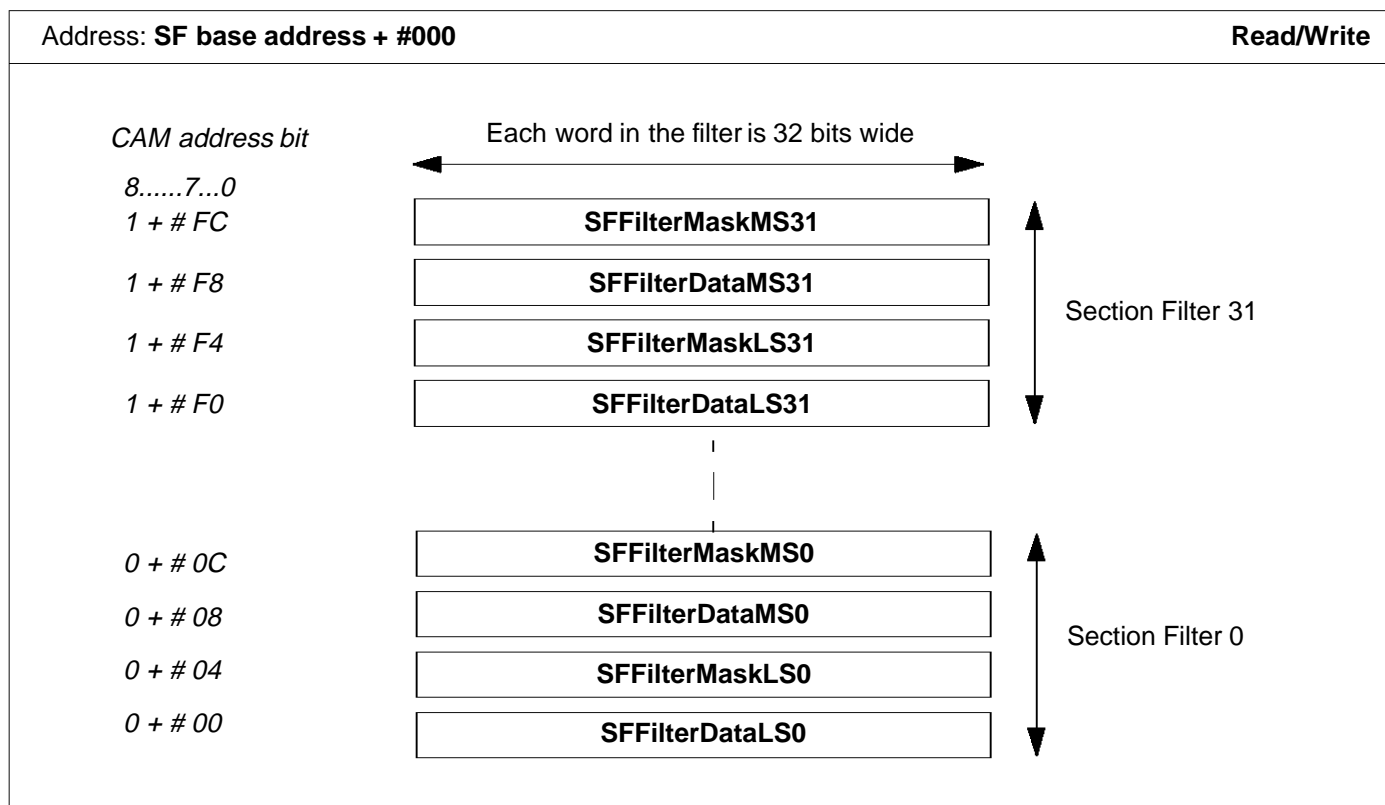 Address: SF base address + #000 Read/Write
CAM address bit
Each word in the filter is 32 bits wide
8......7...0
1 + # FC SFFilterMaskMS31
1 + # F8 SFFilterDataMS31
Section Filter 31
1 + # F4 SFFilterMaskLS31
1 + # F0 SFFilterDataLS31
0 + # 0C SFFilterMaskMS0
0 + # 08 SFFilterDataMS0
Section Filter 0
0 + # 04 SFFilterMaskLS0
0 + # 00 SFFilterDataLS0